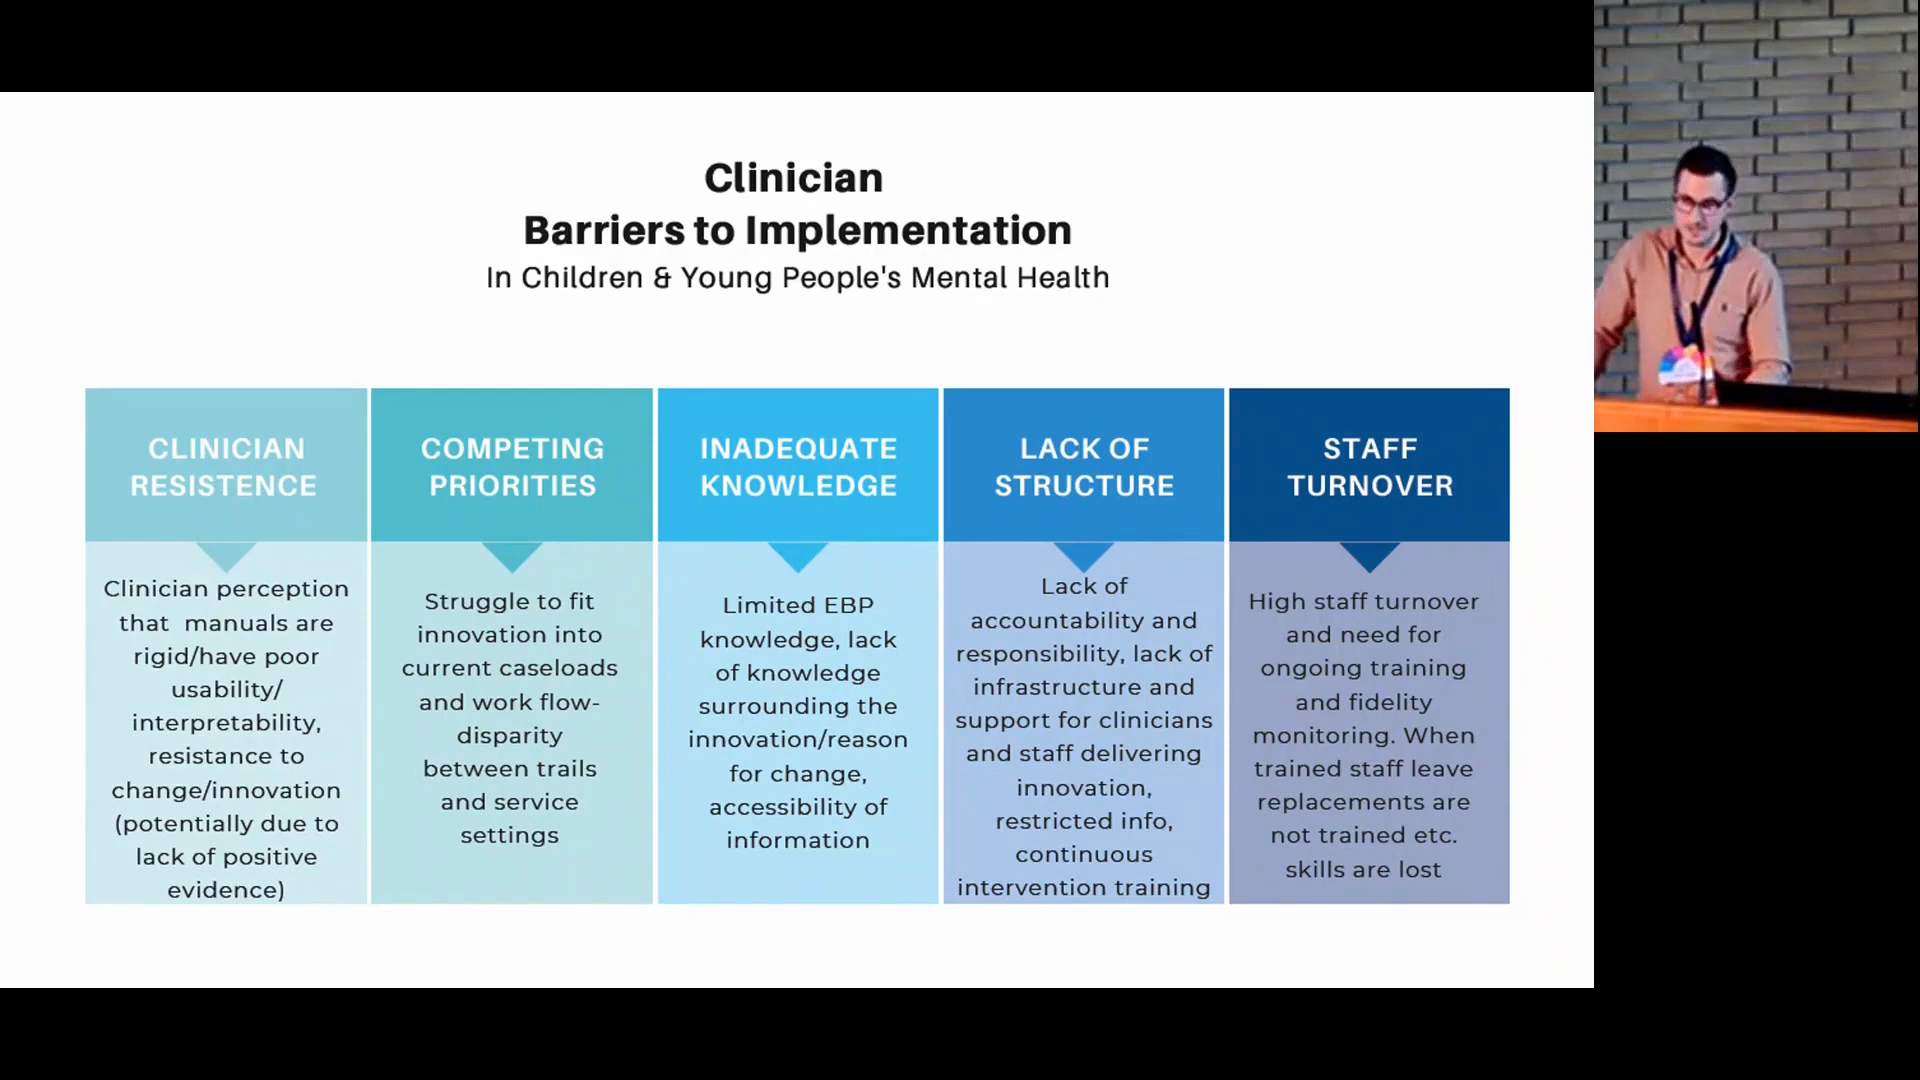 Clinician
Barriers to Implementation
In Children & Young People's Mental Health
CLINICIAN
RESISTENCE
Clinician perception
that manuals are
rigid/have poor
usability/
interpretability,
resistance to
change/innovation
(potentially due to
lack of positive
evidence)
COMPETING
PRIORITIES
Struggle to fit
innovation into
current caseloads
and work flow-
disparity
between trails
and service
settings
INADEQUATE
KNOWLEDGE
Limited EBP
knowledge, lack
of knowledge
surrounding the
innovation/reason
for change,
accessibility of
information
LACK OF
STRUCTURE
Lack of
accountability and
responsibility, lack of
infrastructure and
support for clinicians
and staff delivering
innovation,
restricted info,
continuous
intervention training
STAFF
TURNOVER
High staff turnover
and need for
ongoing training
and fidelity
monitoring. When
trained staff leave
replacements are
not trained etc.
skills are lost